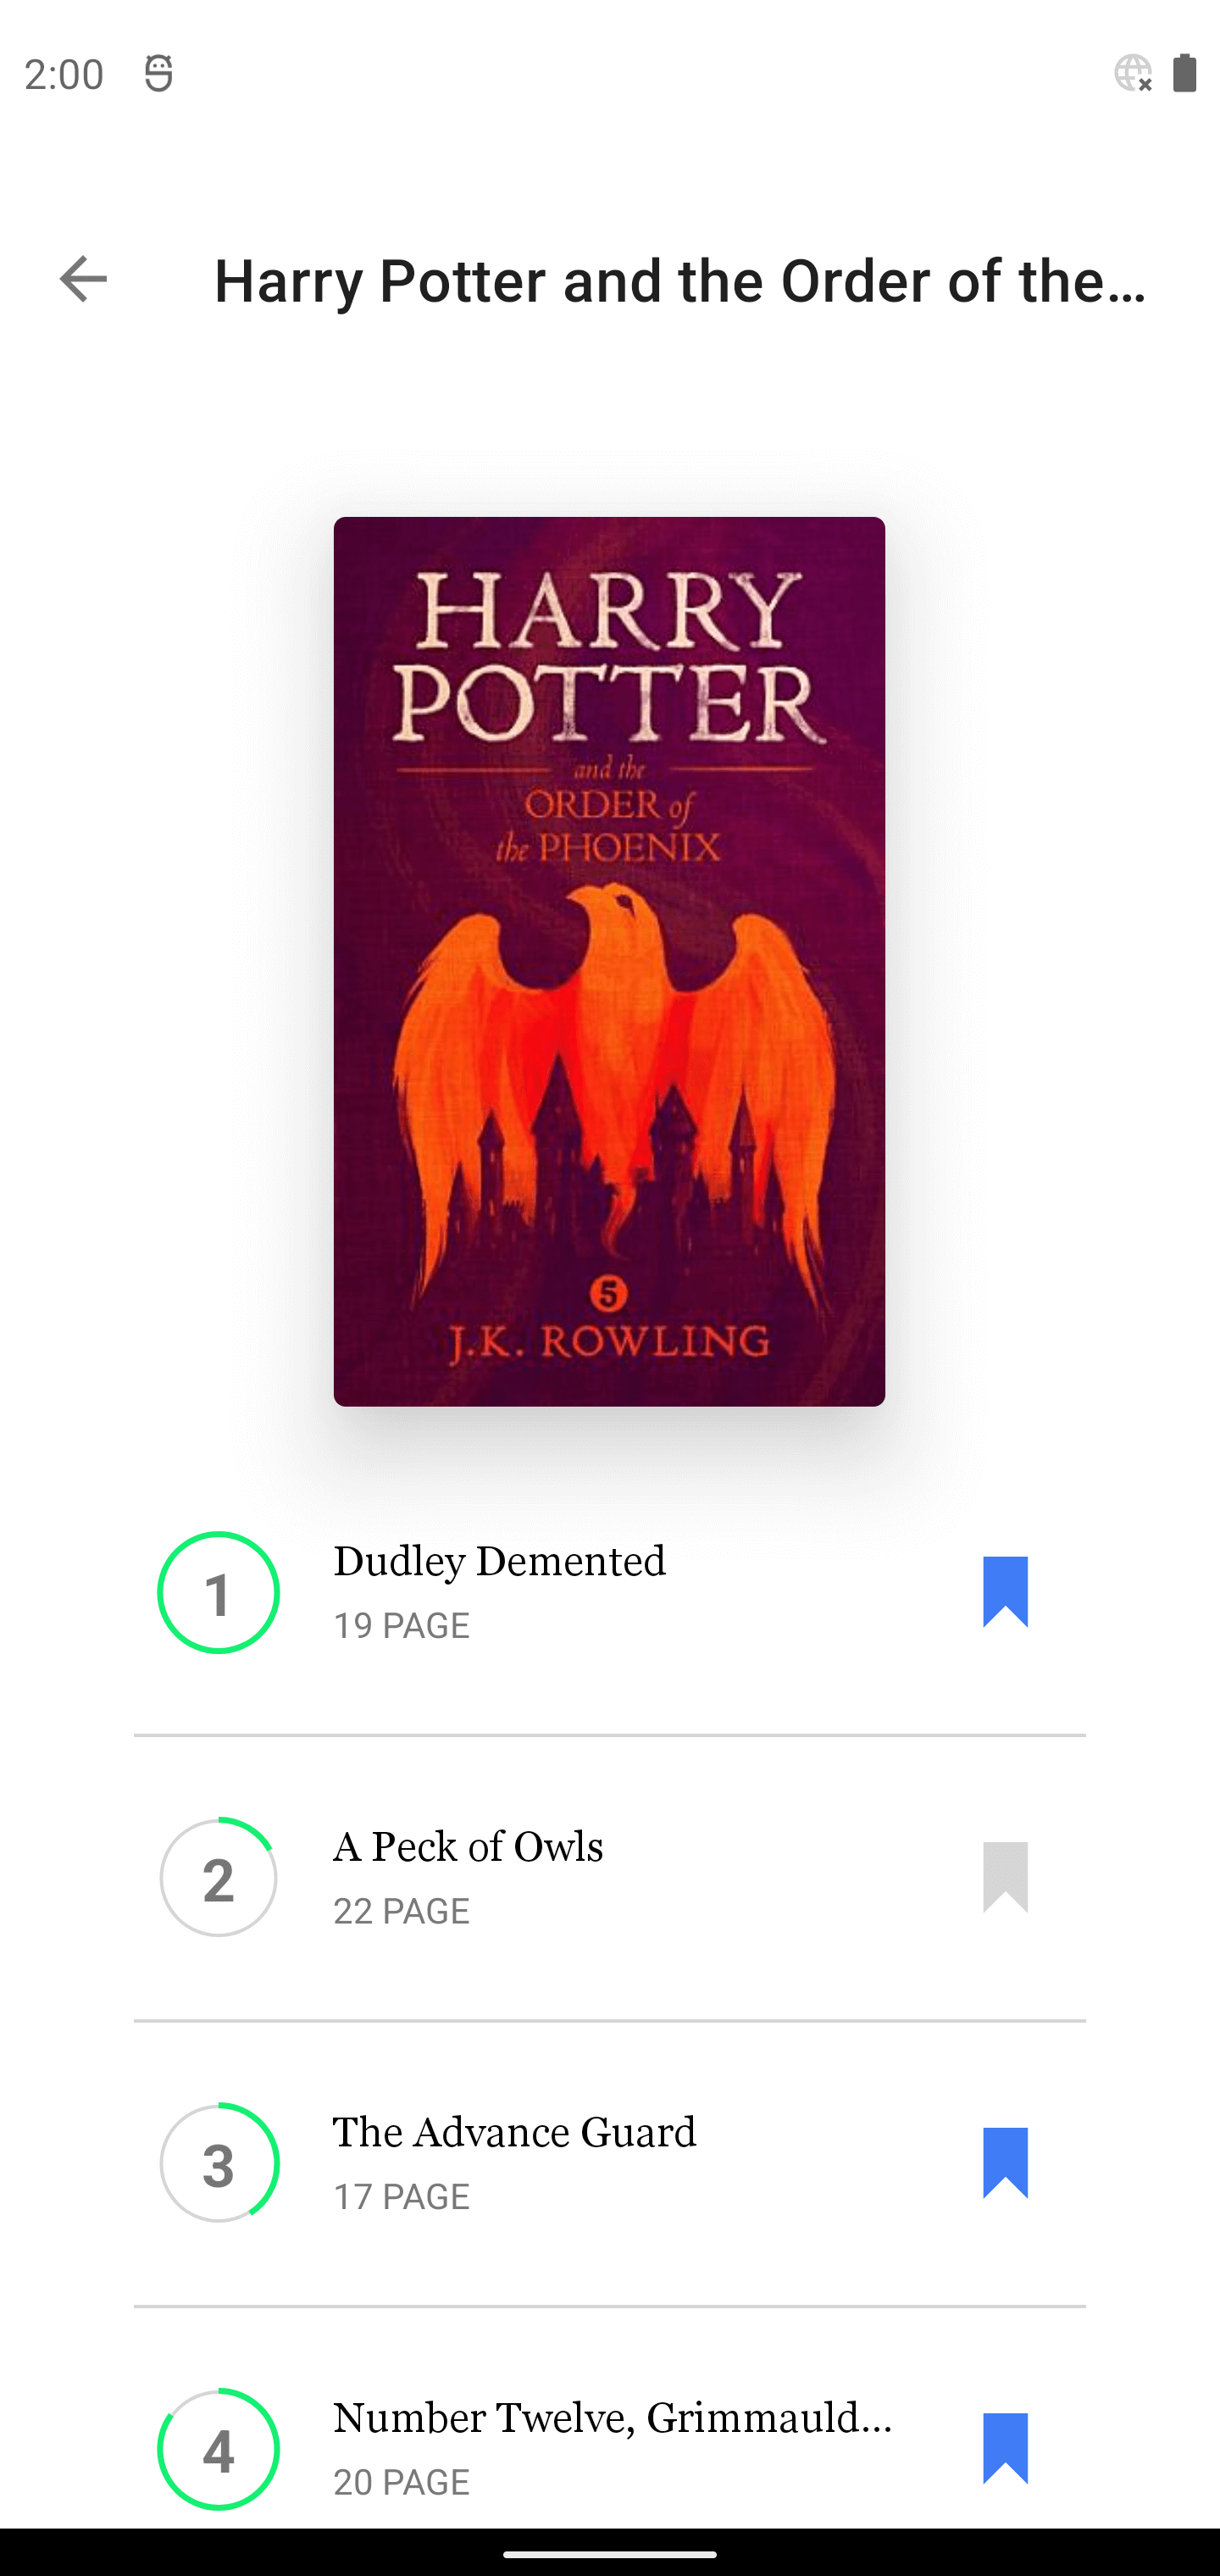 2:00
Harry Potter and the Order of the...
HARRY
POTTER
and the
ORDER of
the PHOENIX
5
J.K. ROWLING
1
Dudley Demented
19 PAGE
2
A Peck of Owls
22 PAGE
3
The Advance Guard
17 PAGE
4
Number Twelve, Grimmauld...
20 PAGE